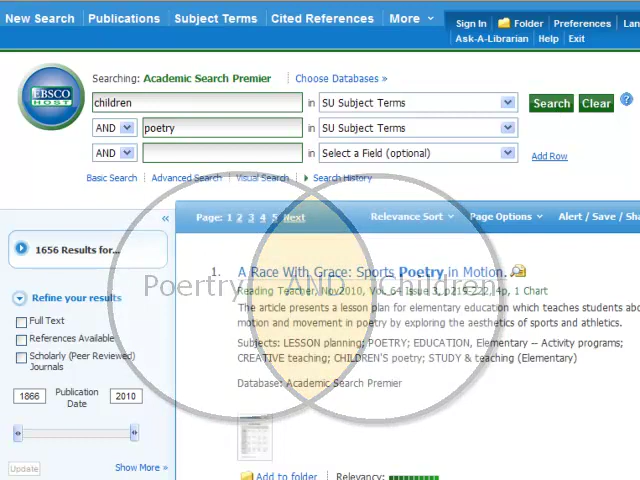 New Search Publications Subject Terms Cited References More
Sign In Folder Preferences Lan
Ask-A-Librarian Help Exit
EBSCO
HOST
Searching: Academic Search Premier Choose Databases »
children in SU Subject Terms Search Clear ?
AND poetry in SU Subject Terms
AND in Select a Field (optional) Add Row
Basic Search Advanced Search Visual Search Search History
«
Page: 1 2 3 4 5 Next Relevance Sort Page Options Alert / Save / Sha
1656 Results for...
Refine your results
Full Text
References Available
Scholarly (Peer Reviewed)
Journals
1866 Publication Date 2010
Update Show More »
1. A Race With Grace: Sports Poetry in Motion.
Poertry AND Children
Reading Teacher, Nov2010, Vol. 64 Issue 3, p219-222, 4p, 1 Chart
The article presents a lesson plan for elementary education which teaches students abo
motion and movement in poetry by exploring the aesthetics of sports and athletics.
Subjects: LESSON planning; POETRY; EDUCATION, Elementary -- Activity programs;
CREATIVE teaching; CHILDREN'S poetry; STUDY & teaching (Elementary)
Database: Academic Search Premier
Add to folder Relevancy: